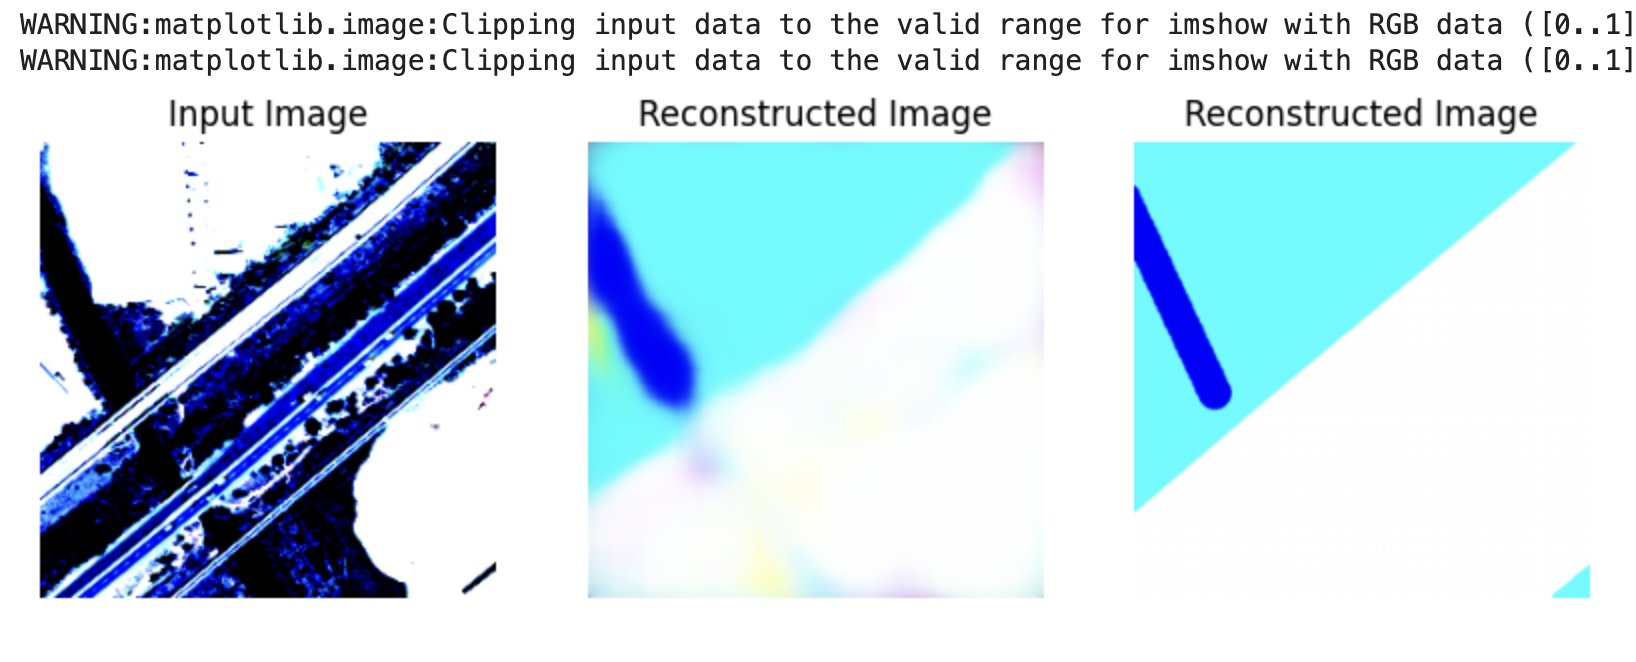 WARNING:matplotlib.image:Clipping input data to the valid range for imshow with RGB data ([0..1]
WARNING:matplotlib.image:Clipping input data to the valid range for imshow with RGB data ([0..1]
Input Image
Reconstructed Image
Reconstructed Image